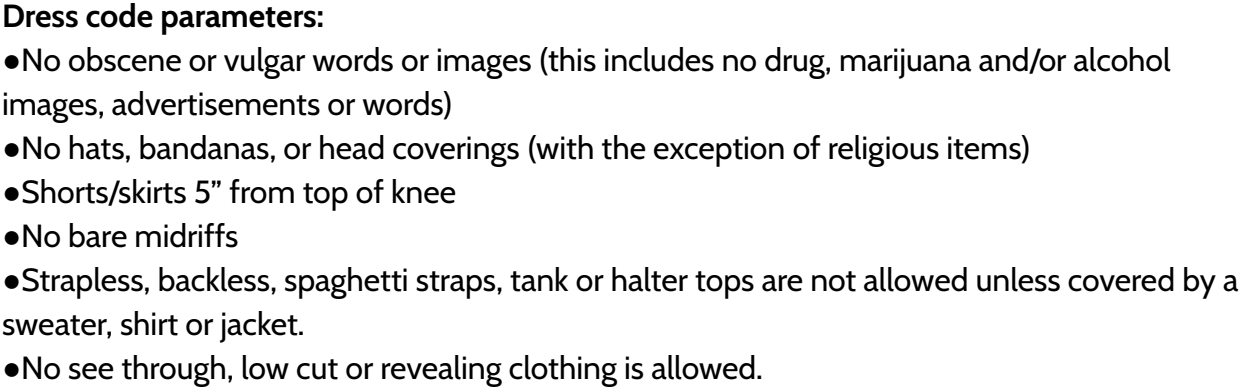 Dress code parameters:
●No obscene or vulgar words or images (this includes no drug, marijuana and/or alcohol
images, advertisements or words)
●No hats, bandanas, or head coverings (with the exception of religious items)
●Shorts/skirts 5” from top of knee
●No bare midriffs
●Strapless, backless, spaghetti straps, tank or halter tops are not allowed unless covered by a
sweater, shirt or jacket.
●No see through, low cut or revealing clothing is allowed.